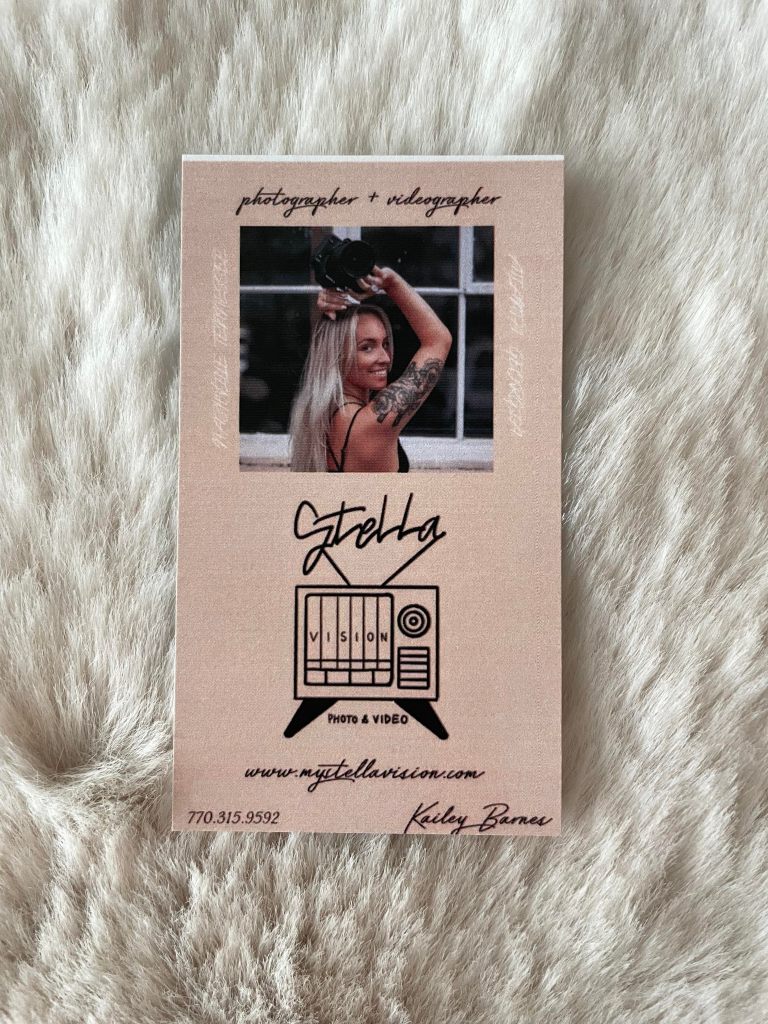 photographer + videographer
Stella
VISION
PHOTO & VIDEO
www.mystellavision.com
770.315.9592
Kailey Barnes